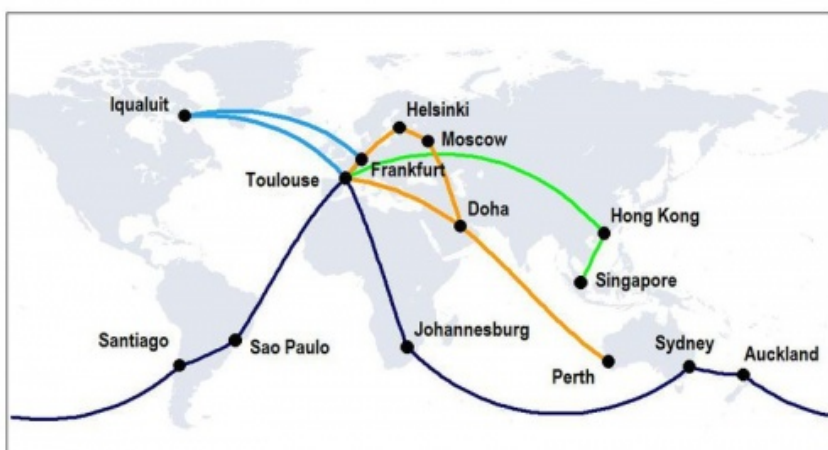 Iqualuit
Helsinki
Moscow
Frankfurt
Toulouse
Doha
Hong Kong
Singapore
Santiago
Sao Paulo
Johannesburg
Perth
Sydney
Auckland